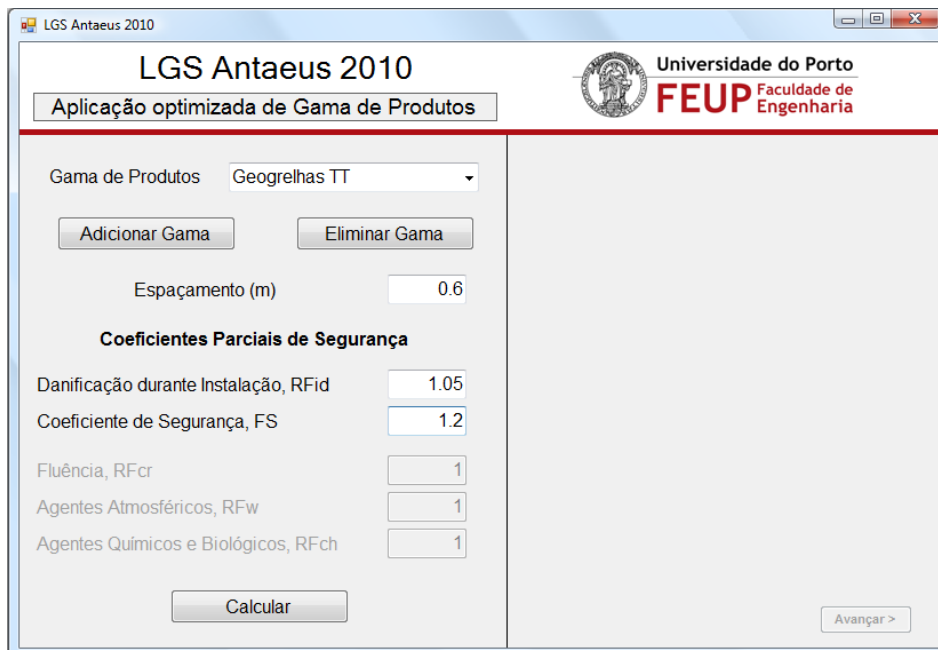 LGS Antaeus 2010
LGS Antaeus 2010
Aplicação optimizada de Gama de Produtos
Universidade do Porto
FEUP Faculdade de
Engenharia
Gama de Produtos Geogrelhas TT
Adicionar Gama Eliminar Gama
Espaçamento (m) 0.6
Coeficientes Parciais de Segurança
Danificação durante Instalação, RFid 1.05
Coeficiente de Segurança, FS 1.2
Fluência, RFcr 1
Agentes Atmosféricos, RFw 1
Agentes Químicos e Biológicos, RFch 1
Calcular
Avançar >